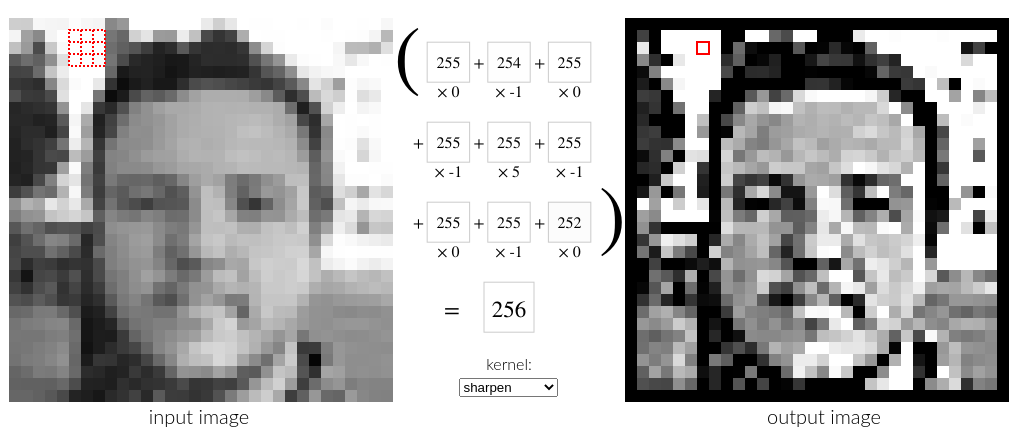 (
255 + 254 + 255
× 0 × -1 × 0
+ 255 + 255 + 255
× -1 × 5 × -1
+ 255 + 255 + 252 )
× 0 × -1 × 0
= 256
kernel:
sharpen
input image
output image